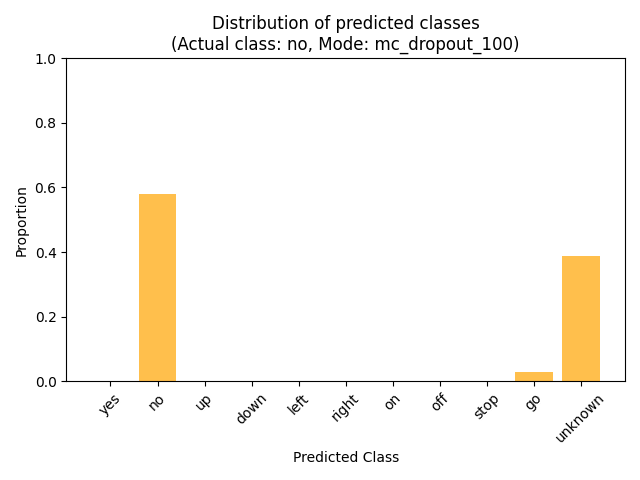 Distribution of predicted classes
(Actual class: no, Mode: mc_dropout_100)
1.0
0.8
0.6
0.4
0.2
0.0
Proportion
yes
no
up
down
left
right
on
off
stop
go
unknown
Predicted Class